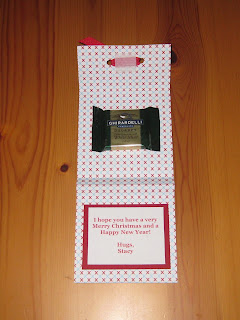 GHIRARDELLI
I hope you have a very
Merry Christmas and a
Happy New Year!
Hugs,
Stacy